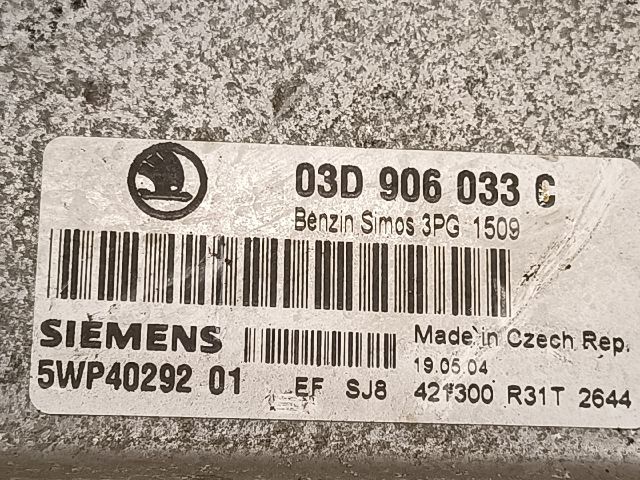 03D 906 033 C
Benzin Simos 3PG 1509
SIEMENS
Made in Czech Rep.
5WP40292 01
19.05.04
EF SJ8
421300 R31T 2644